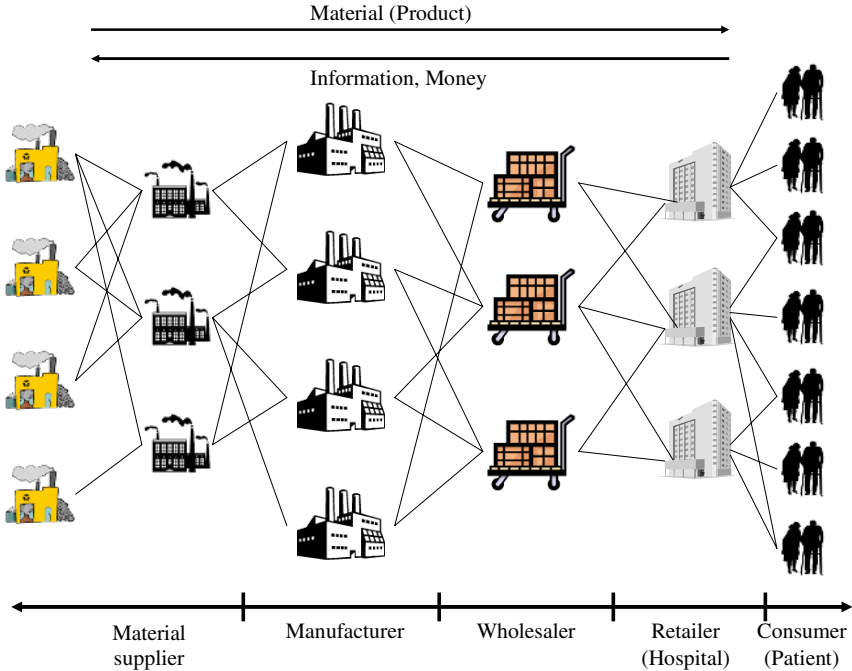 Material (Product)
Information, Money
Material
supplier
Manufacturer
Wholesaler
Retailer
(Hospital)
Consumer
(Patient)